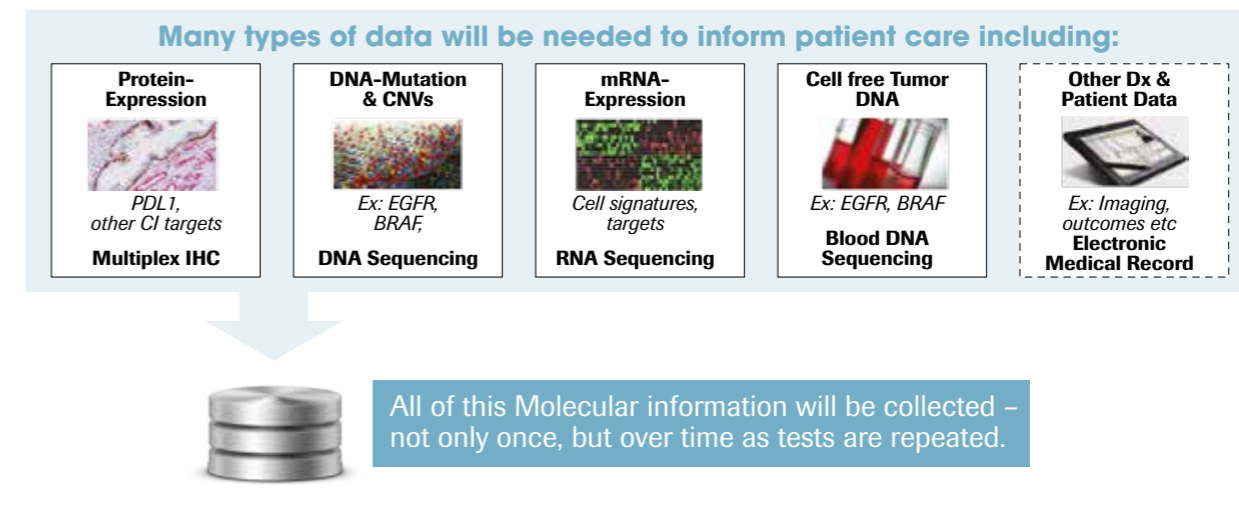 Many types of data will be needed to inform patient care including:
Protein-
Expression
PDL1,
other CI targets
Multiplex IHC
DNA-Mutation
& CNVs
Ex: EGFR,
BRAF,
DNA Sequencing
mRNA-
Expression
Cell signatures,
targets
RNA Sequencing
Cell free Tumor
DNA
Ex: EGFR, BRAF
Blood DNA
Sequencing
Other Dx &
Patient Data
Ex: Imaging,
outcomes etc
Electronic
Medical Record
All of this Molecular information will be collected –
not only once, but over time as tests are repeated.